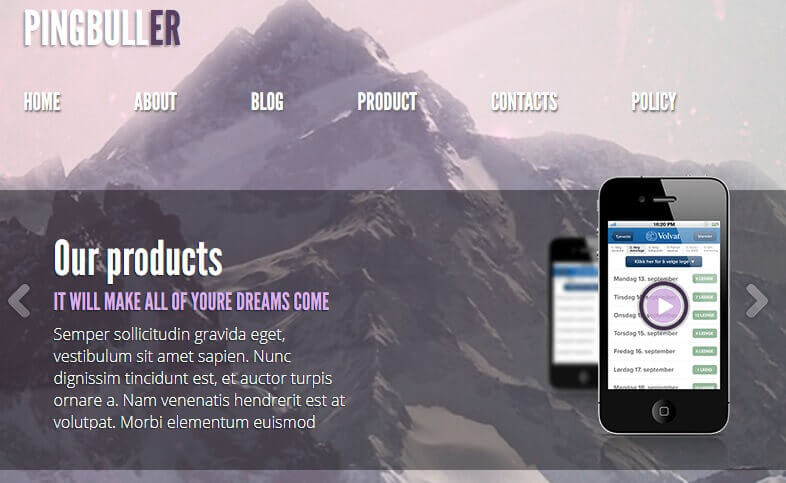 PINGBULLER
HOME ABOUT BLOG PRODUCT CONTACTS POLICY
Our products
IT WILL MAKE ALL OF YOURE DREAMS COME
Semper sollicitudin gravida eget,
vestibulum sit amet sapien. Nunc
dignissim tincidunt est, et auctor turpis
ornare a. Nam venenatis hendrerit est at
volutpat. Morbi elementum euismod
Volvat
Klikk her for å velge lege
Mandag 13. september
Tirsdag 14. september
Onsdag
Torsdag 15. september
Fredag 16. september
Lørdag 17. september
Mandag 18. september